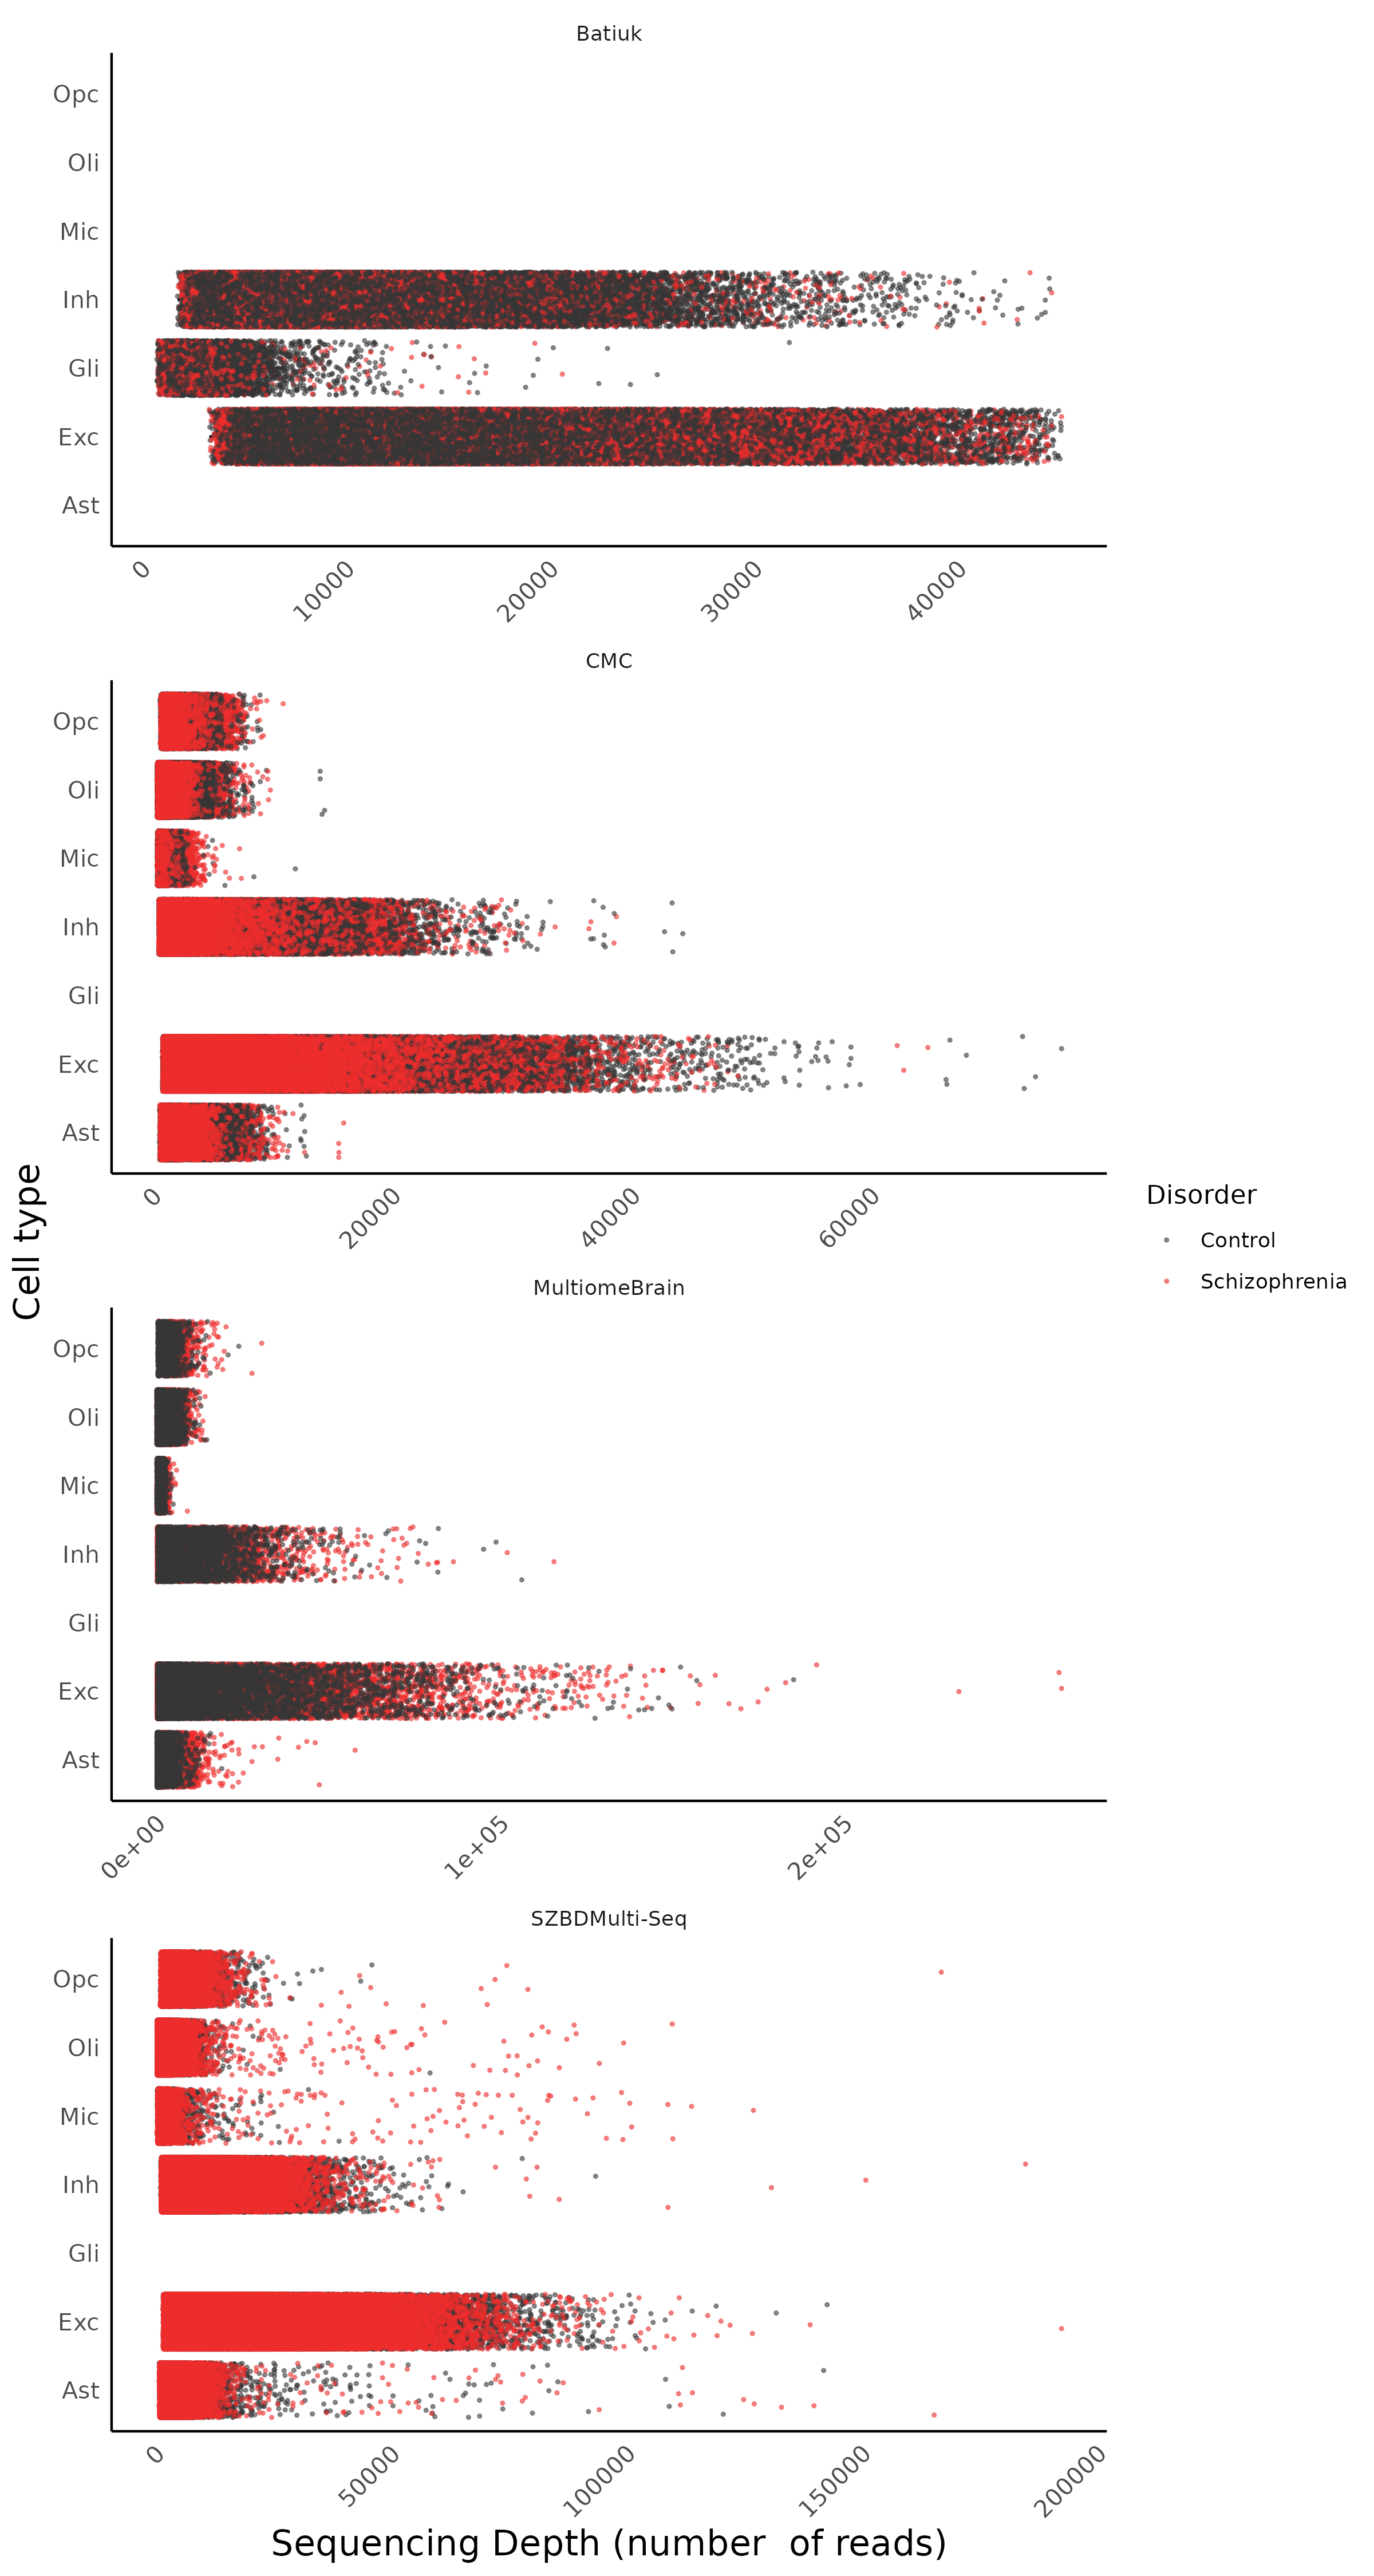 Batiuk
Opc
Oli
Mic
Inh
Gli
Exc
Ast
0
10000
20000
30000
40000
CMC
Opc
Oli
Mic
Inh
Gli
Exc
Ast
0
20000
40000
60000
Cell type
Disorder
Control
Schizophrenia
MultiomeBrain
Opc
Oli
Mic
Inh
Gli
Exc
Ast
0e+00
1e+05
2e+05
SZBDMulti-Seq
Opc
Oli
Mic
Inh
Gli
Exc
Ast
0
50000
100000
150000
200000
Sequencing Depth (number  of reads)